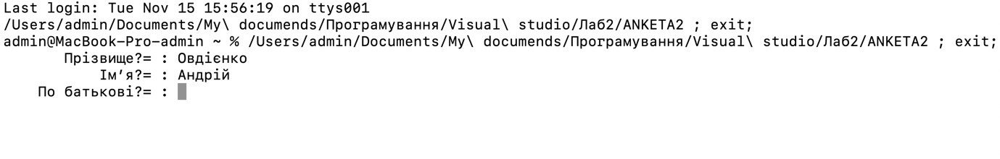 Last login: Tue Nov 15 15:56:19 on ttys001
/Users/admin/Documents/My\ documends/Програмування/Visual\ studio/Лаб2/ANKETA2 ; exit;
admin@MacBook-Pro-admin ~ % /Users/admin/Documents/My\ documends/Програмування/Visual\ studio/Лаб2/ANKETA2 ; exit;
Прізвище?= : Овдієнко
Ім’я?= : Андрій
По батькові?= :